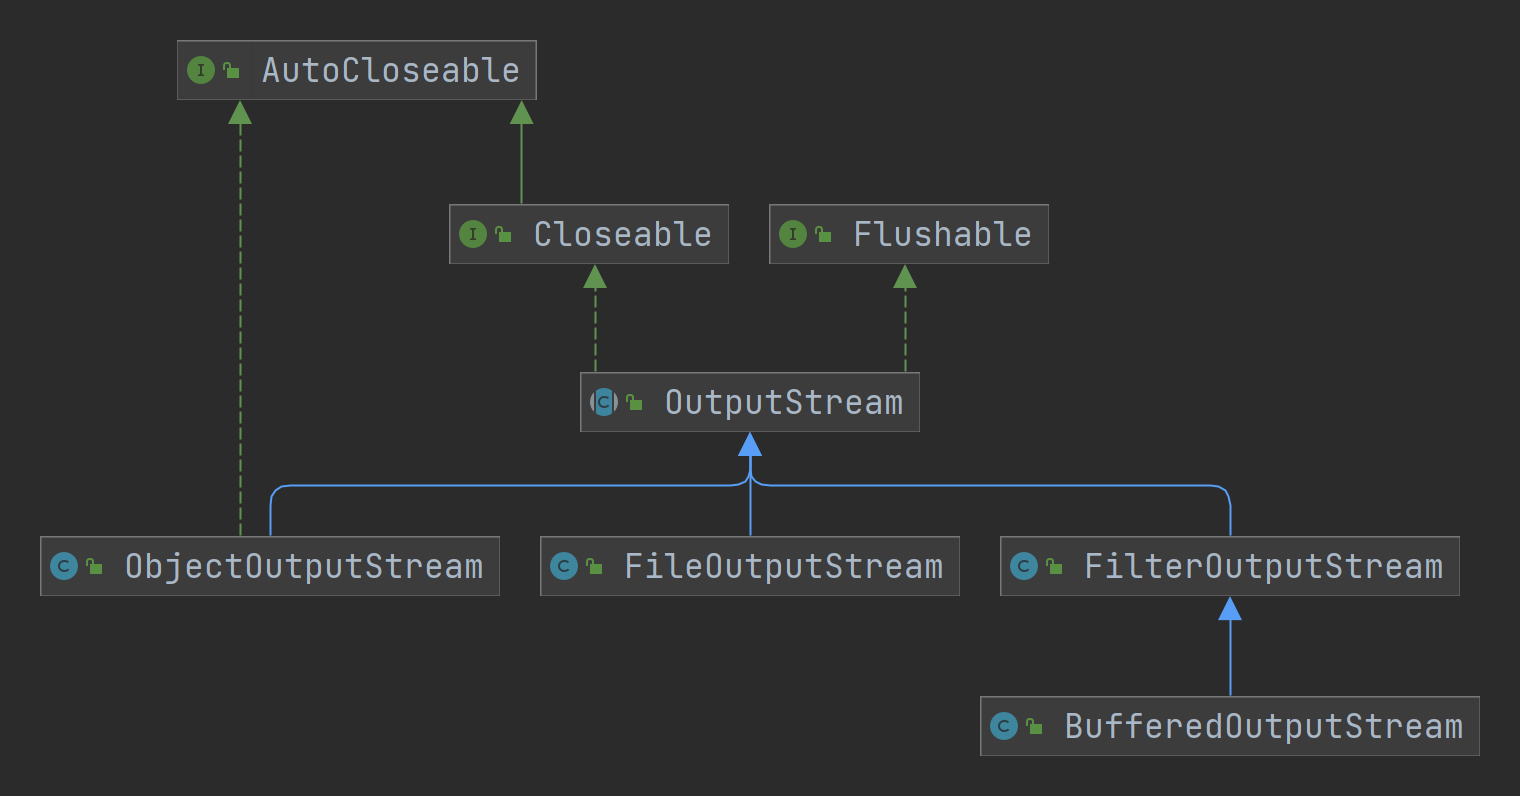 I AutoCloseable
I Closeable
I Flushable
C OutputStream
C ObjectOutputStream
C FileOutputStream
C FilterOutputStream
C BufferedOutputStream